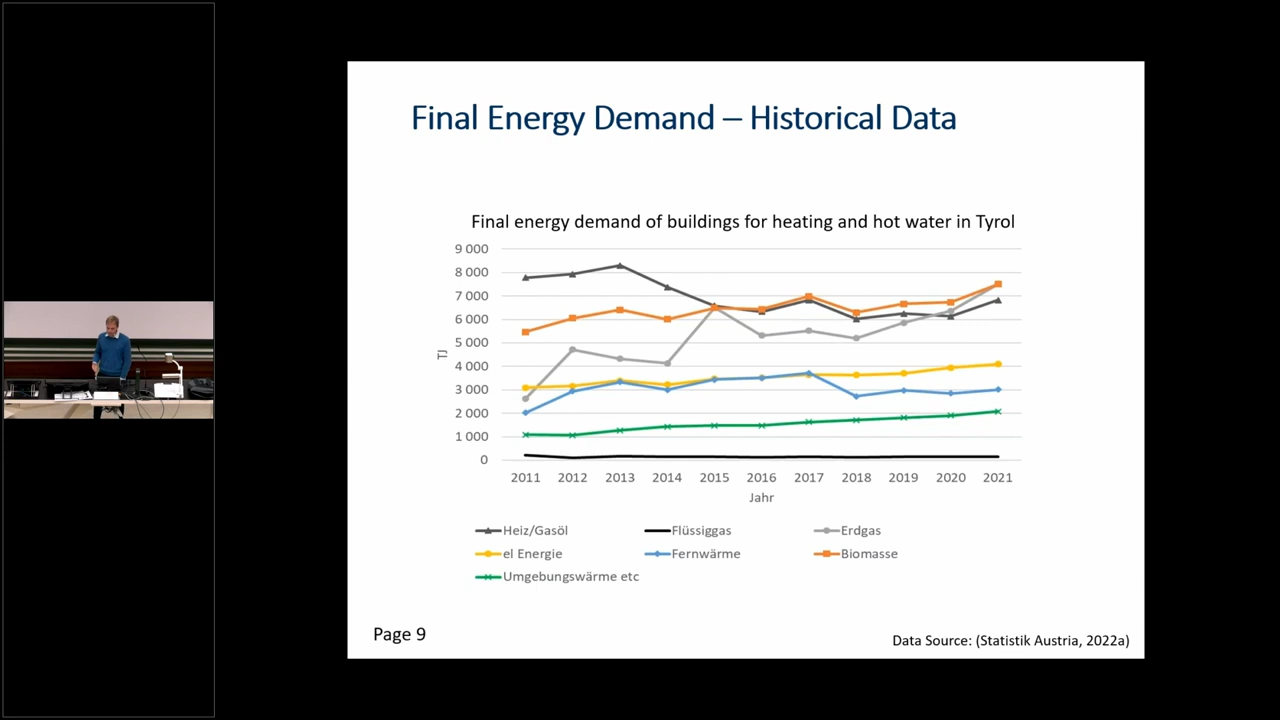 Final Energy Demand – Historical Data
Final energy demand of buildings for heating and hot water in Tyrol
9 000
8 000
7 000
6 000
5 000
4 000
3 000
2 000
1 000
0
TJ
2011 2012 2013 2014 2015 2016 2017 2018 2019 2020 2021
Jahr
Heiz/Gasöl Flüssiggas Erdgas
el Energie Fernwärme Biomasse
Umgebungswärme etc
Page 9
Data Source: (Statistik Austria, 2022a)